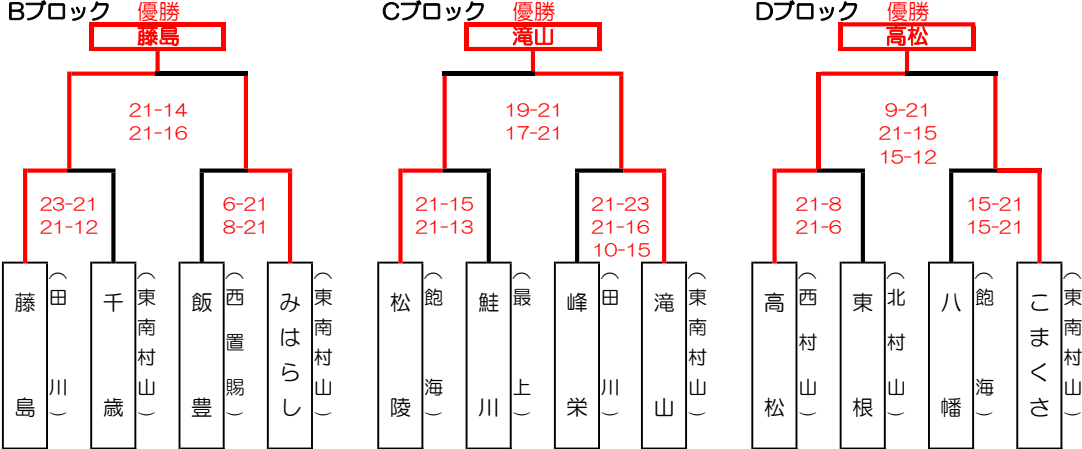 Bブロック 優勝
藤島
21-14
21-16
23-21
21-12
6-21
8-21
藤島
（田川）
千歳
（東南村山）
飯豊
（西置賜）
みはらし
（東南村山）
Cブロック 優勝
滝山
19-21
17-21
21-15
21-13
21-23
21-16
10-15
松陵
（飽海）
鮭川
（最上）
峰栄
（田川）
滝山
（東南村山）
Dブロック 優勝
高松
9-21
21-15
15-12
21-8
21-6
15-21
15-21
高松
（西村山）
東根
（北村山）
八幡
（飽海）
こまくさ
（東南村山）